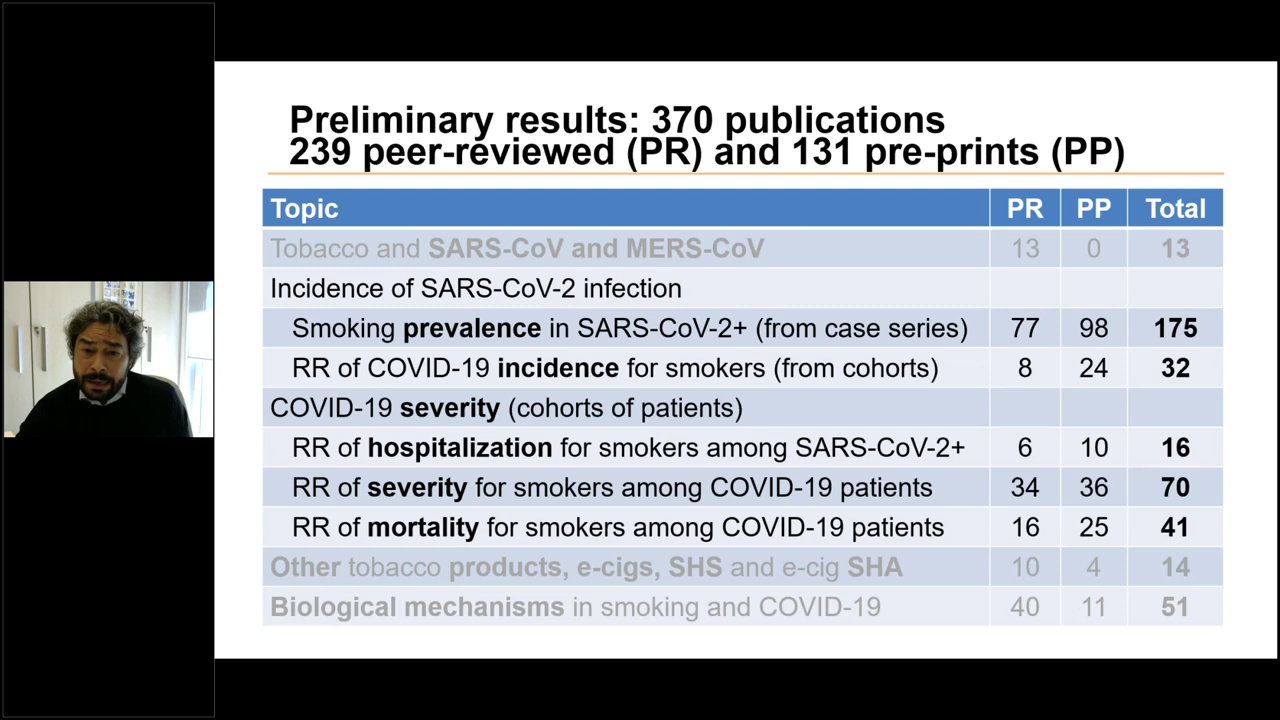 Preliminary results: 370 publications
239 peer-reviewed (PR) and 131 pre-prints (PP)
Topic PR PP Total
Tobacco and SARS-CoV and MERS-CoV 13 0 13
Incidence of SARS-CoV-2 infection
Smoking prevalence in SARS-CoV-2+ (from case series) 77 98 175
RR of COVID-19 incidence for smokers (from cohorts) 8 24 32
COVID-19 severity (cohorts of patients)
RR of hospitalization for smokers among SARS-CoV-2+ 6 10 16
RR of severity for smokers among COVID-19 patients 34 36 70
RR of mortality for smokers among COVID-19 patients 16 25 41
Other tobacco products, e-cigs, SHS and e-cig SHA 10 4 14
Biological mechanisms in smoking and COVID-19 40 11 51